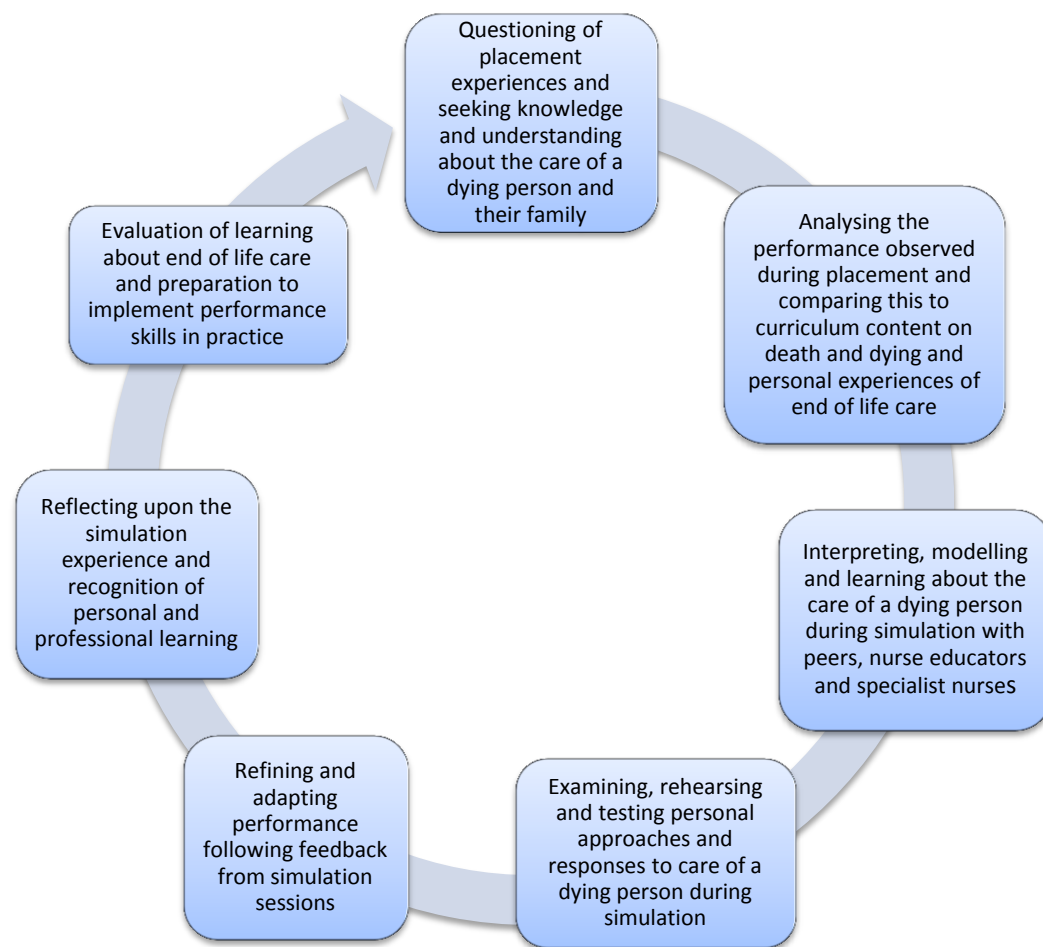 Questioning of
placement
experiences and
seeking knowledge
and understanding
about the care of a
dying person and
their family
Analysing the
performance observed
during placement and
comparing this to
curriculum content on
death and dying and
personal experiences of
end of life care
Interpreting, modelling
and learning about the
care of a dying person
during simulation with
peers, nurse educators
and specialist nurses
Examining, rehearsing
and testing personal
approaches and
responses to care of a
dying person during
simulation
Refining and
adapting
performance
following feedback
from simulation
sessions
Reflecting upon the
simulation
experience and
recognition of
personal and
professional learning
Evaluation of learning
about end of life care
and preparation to
implement performance
skills in practice